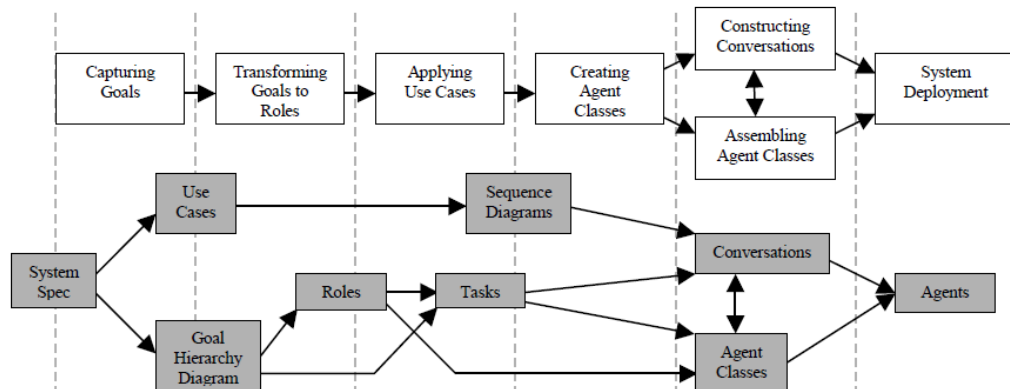 Capturing
Goals
Transforming
Goals to
Roles
Applying
Use Cases
Creating
Agent
Classes
Constructing
Conversations
Assembling
Agent Classes
System
Deployment
Use
Cases
Sequence
Diagrams
System
Spec
Roles
Tasks
Conversations
Agents
Goal
Hierarchy
Diagram
Agent
Classes